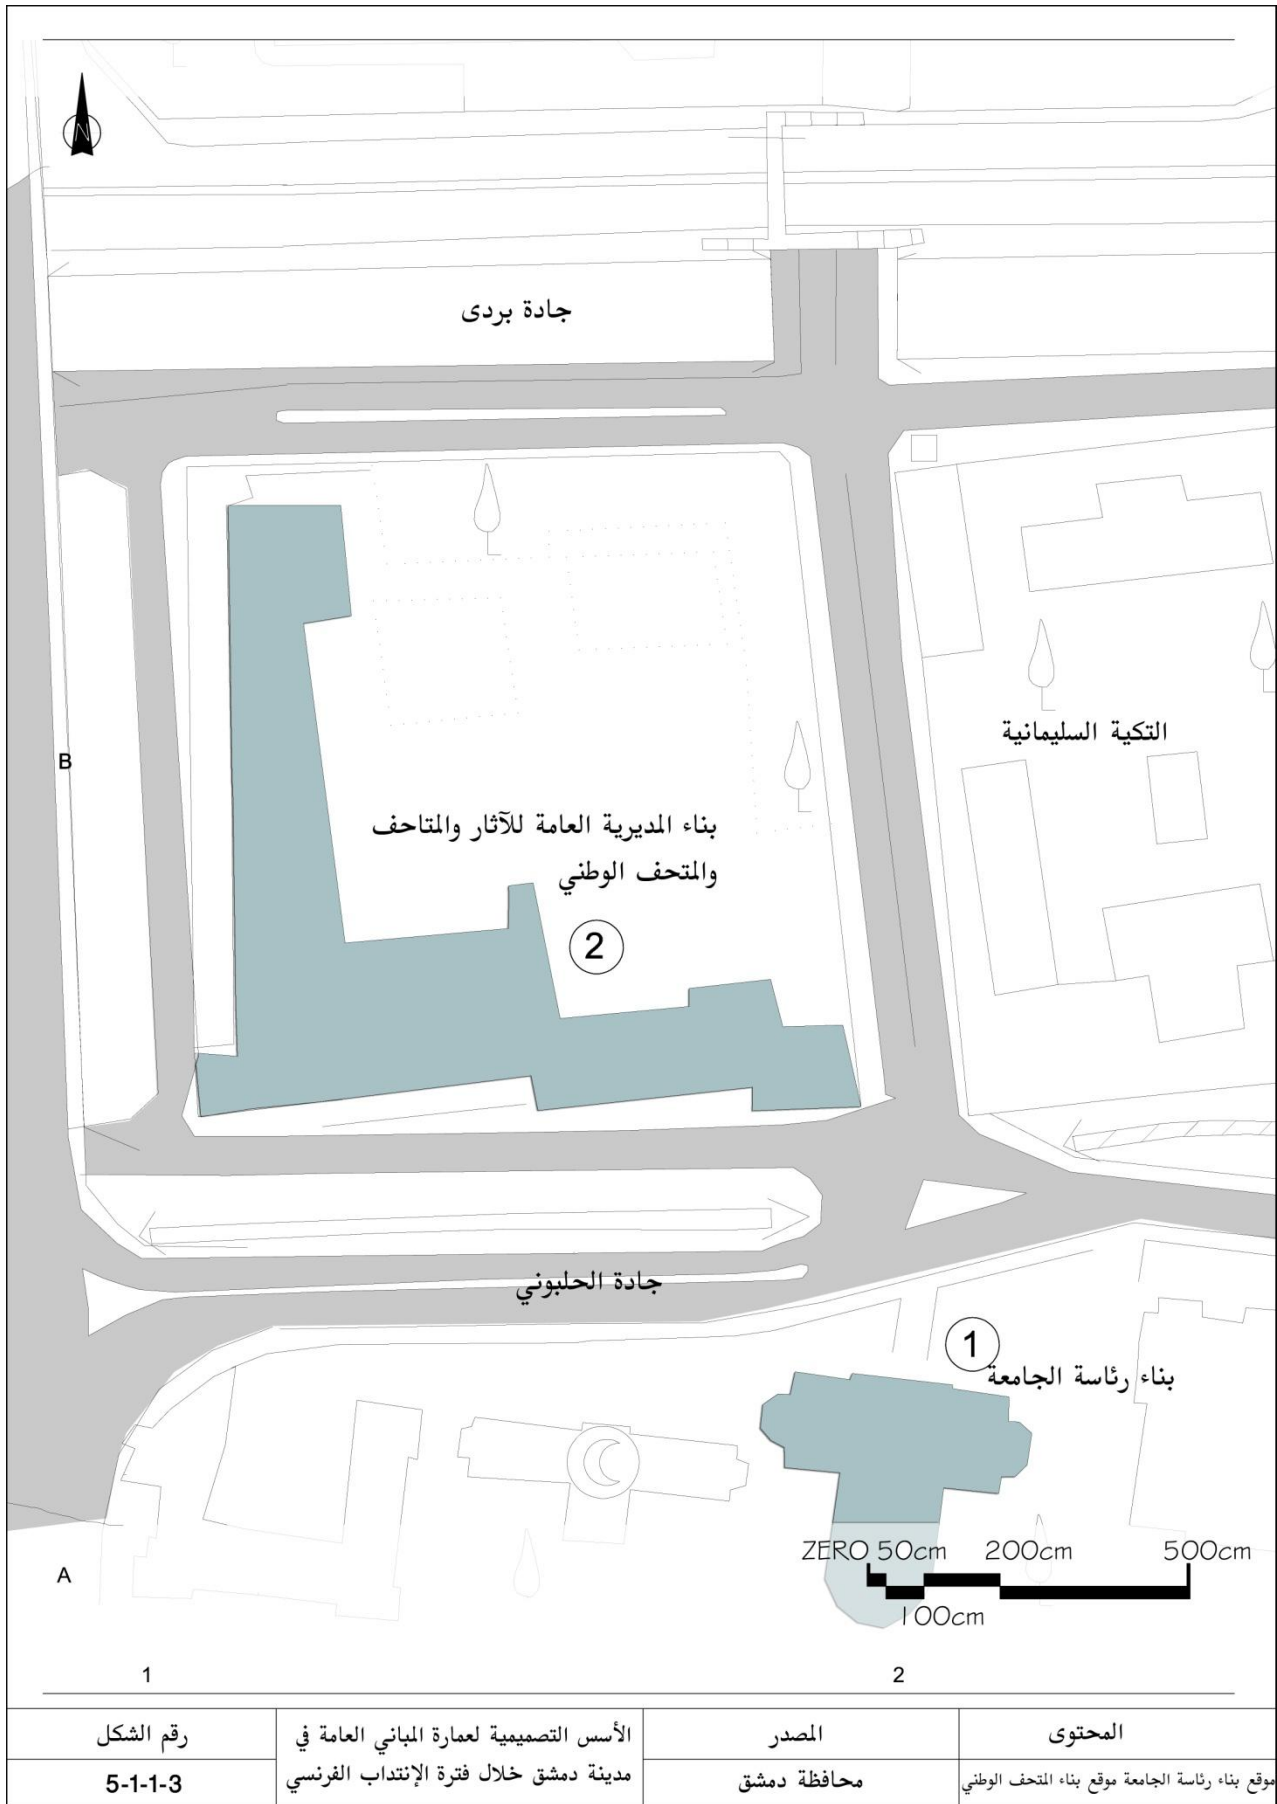 N
جادة بردى
التكية السليمانية
B
بناء المديرية العامة للآثار والمتاحف
والمتحف الوطني
2
جادة الحلبوني
1
بناء رئاسة الجامعة
ZERO 50cm 200cm 500cm
100cm
A
1 2
المحتوى
موقع بناء رئاسة الجامعة موقع بناء المتحف الوطني
المصدر
محافظة دمشق
الأسس التصميمية لعمارة المباني العامة في
مدينة دمشق خلال فترة الإنتداب الفرنسي
رقم الشكل
5-1-1-3